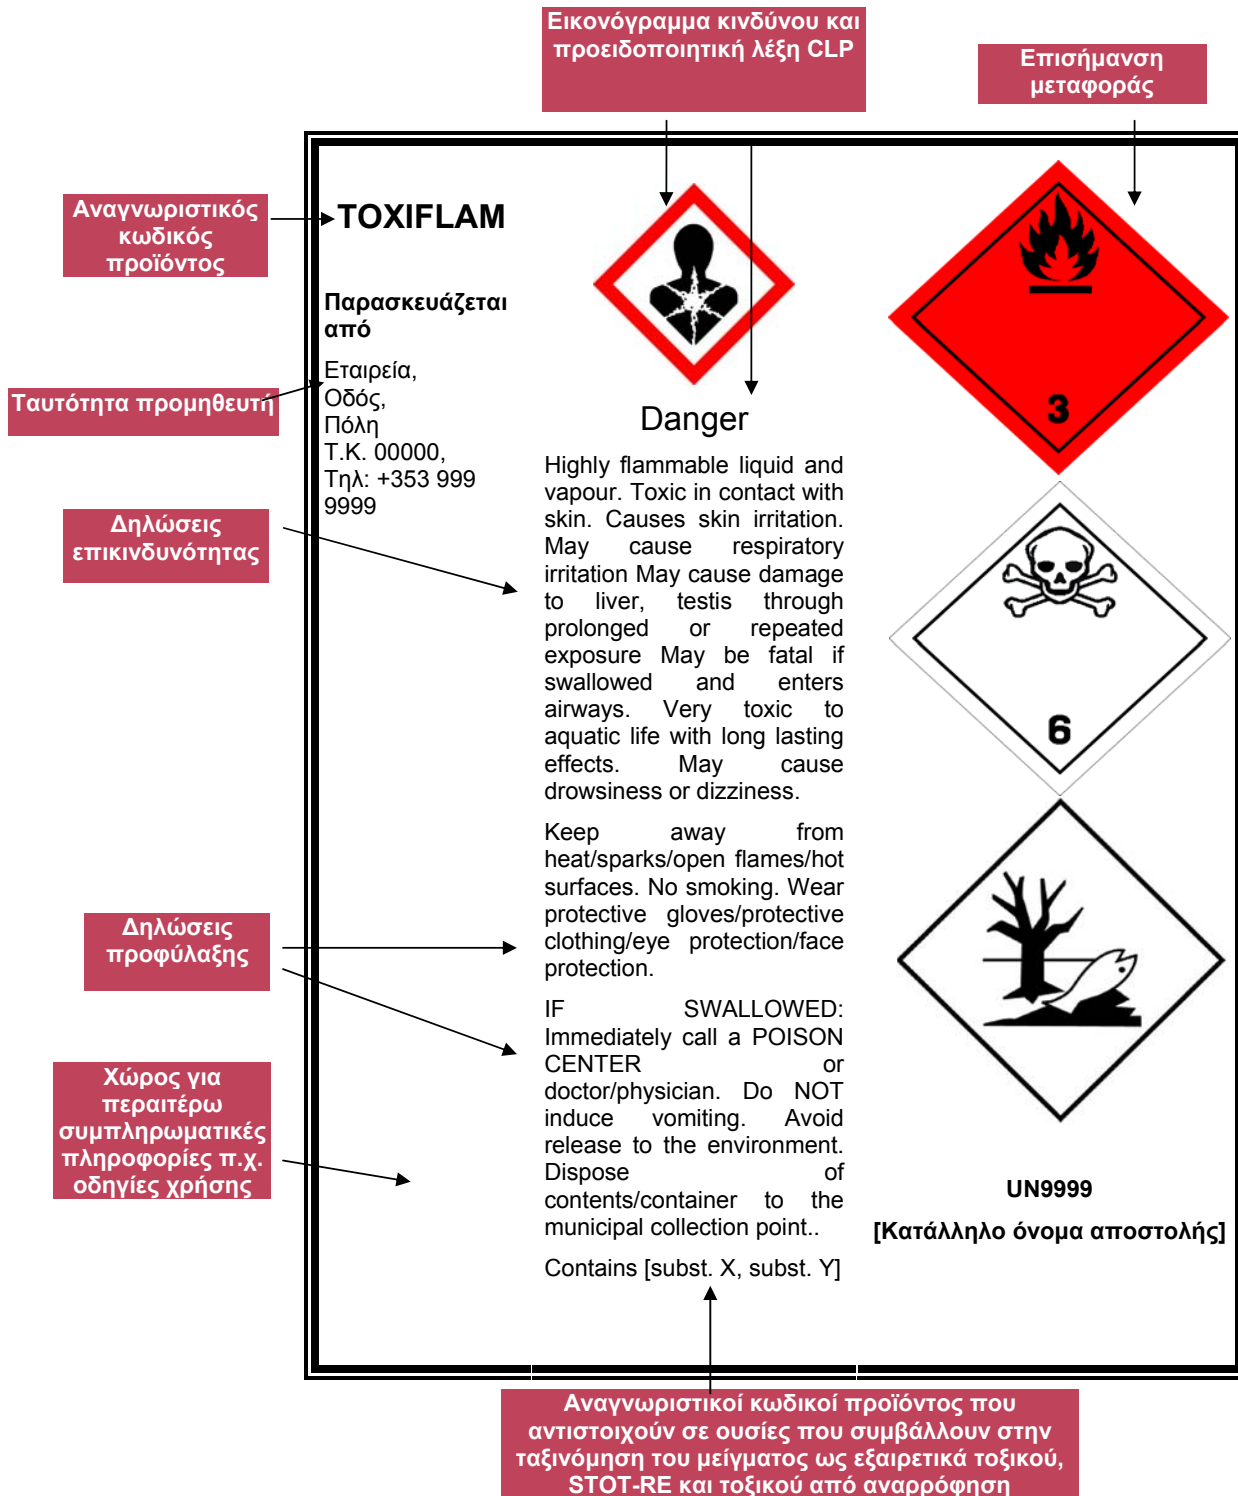 Εικονόγραμμα κινδύνου και
προειδοποιητική λέξη CLP
Επισήμανση
μεταφοράς
Αναγνωριστικός
κωδικός
προϊόντος
TOXIFLAM
Παρασκευάζεται
από
Εταιρεία,
Οδός,
Πόλη
Τ.Κ. 00000,
Τηλ: +353 999
9999
Ταυτότητα προμηθευτή
Δηλώσεις
επικινδυνότητας
Δηλώσεις
προφύλαξης
Χώρος για
περαιτέρω
συμπληρωματικές
πληροφορίες π.χ.
οδηγίες χρήσης
Danger
Highly flammable liquid and
vapour. Toxic in contact with
skin. Causes skin irritation.
May cause respiratory
irritation May cause damage
to liver, testis through
prolonged or repeated
exposure May be fatal if
swallowed and enters
airways. Very toxic to
aquatic life with long lasting
effects. May cause
drowsiness or dizziness.
Keep away from
heat/sparks/open flames/hot
surfaces. No smoking. Wear
protective gloves/protective
clothing/eye protection/face
protection.
IF SWALLOWED:
Immediately call a POISON
CENTER or
doctor/physician. Do NOT
induce vomiting. Avoid
release to the environment.
Dispose of
contents/container to the
municipal collection point..
Contains [subst. X, subst. Y]
3
6
UN9999
[Κατάλληλο όνομα αποστολής]
Αναγνωριστικοί κωδικοί προϊόντος που
αντιστοιχούν σε ουσίες που συμβάλλουν στην
ταξινόμηση του μείγματος ως εξαιρετικά τοξικού,
STOT-RE και τοξικού από αναρρόφηση